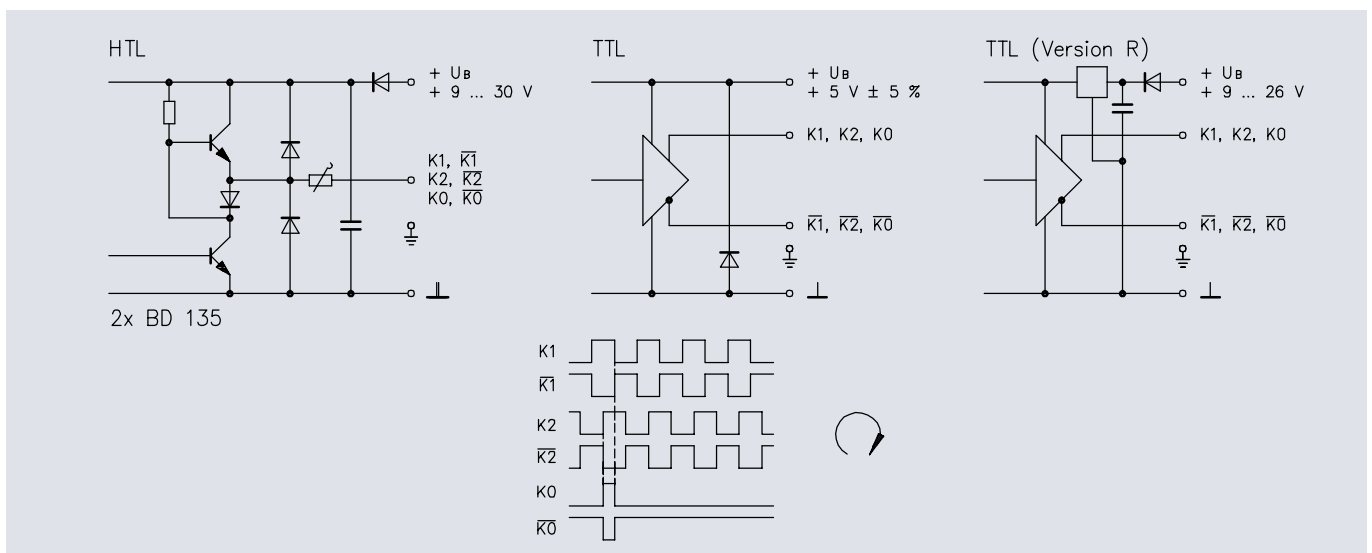 HTL
+ UB
+ 9 ... 30 V
K1, K̅1̅
K2, K̅2̅
K0, K̅0̅
2x BD 135
TTL
+ UB
+ 5 V ± 5 %
K1, K2, K0
K̅1̅, K̅2̅, K̅0̅
TTL (Version R)
+ UB
+ 9 ... 26 V
K1, K2, K0
K̅1̅, K̅2̅, K̅0̅
K1
K̅1̅
K2
K̅2̅
K0
K̅0̅